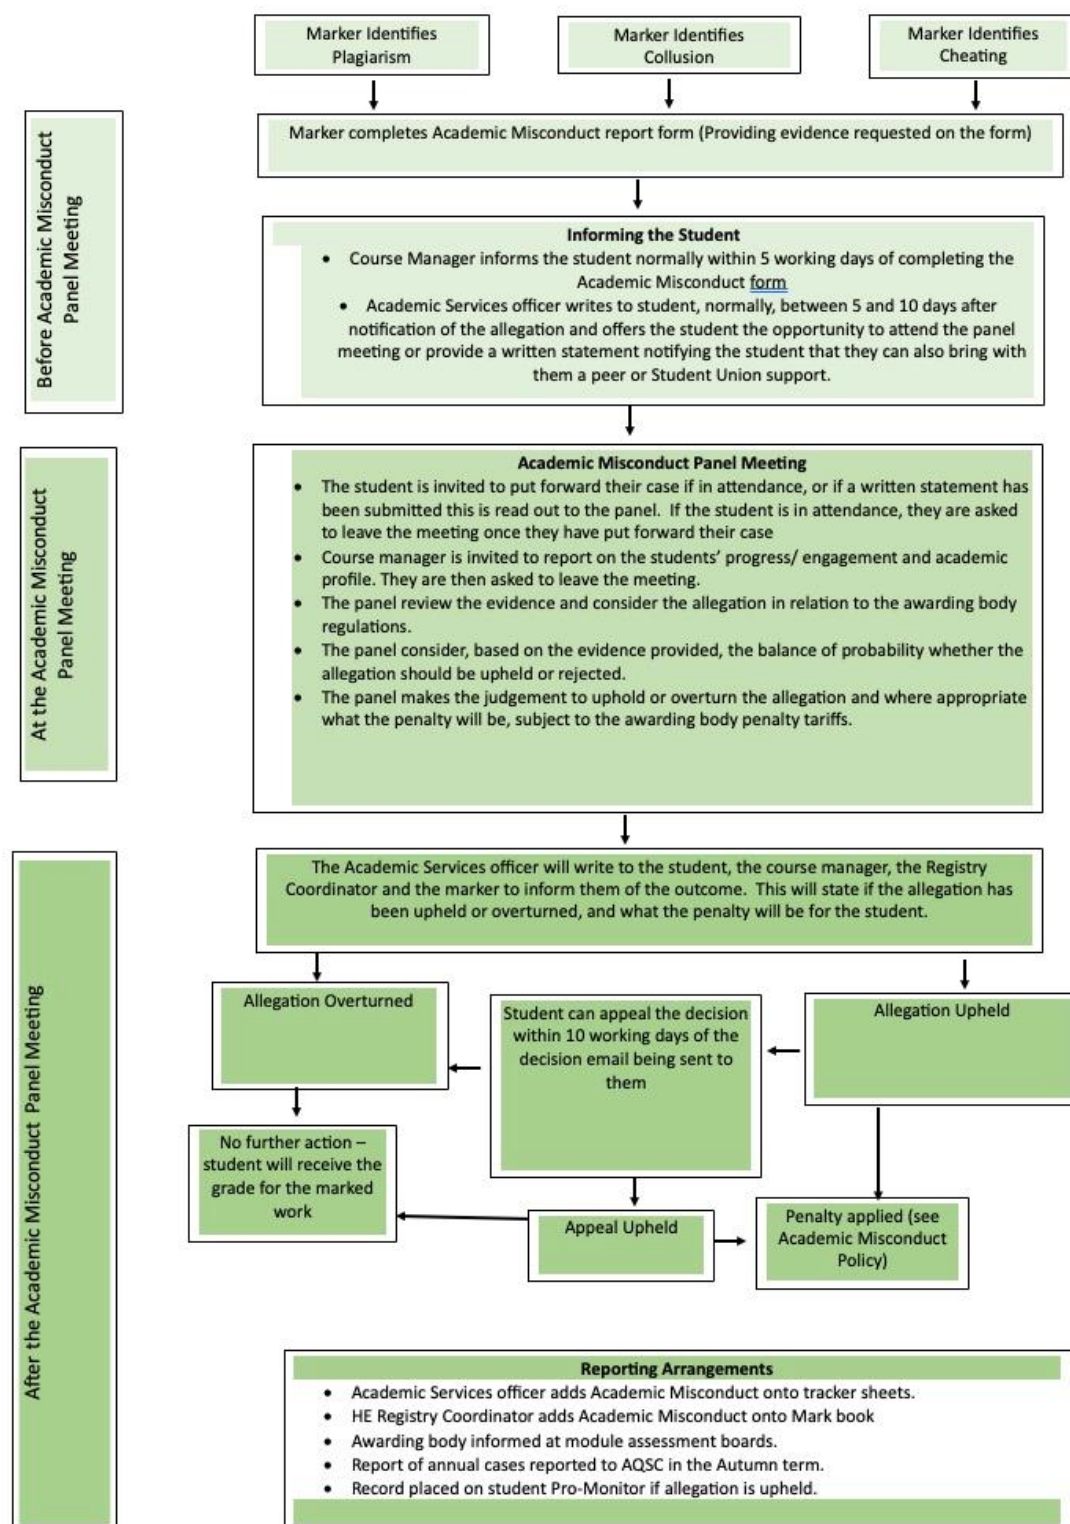 Marker Identifies
Plagiarism
Marker Identifies
Collusion
Marker Identifies
Cheating
Before Academic Misconduct
Panel Meeting
Marker completes Academic Misconduct report form (Providing evidence requested on the form)
Informing the Student
• Course Manager informs the student normally within 5 working days of completing the
Academic Misconduct form
• Academic Services officer writes to student, normally, between 5 and 10 days after
notification of the allegation and offers the student the opportunity to attend the panel
meeting or provide a written statement notifying the student that they can also bring with
them a peer or Student Union support.
At the Academic Misconduct
Panel Meeting
Academic Misconduct Panel Meeting
• The student is invited to put forward their case if in attendance, or if a written statement has
been submitted this is read out to the panel. If the student is in attendance, they are asked
to leave the meeting once they have put forward their case
• Course manager is invited to report on the students' progress/ engagement and academic
profile. They are then asked to leave the meeting.
• The panel review the evidence and consider the allegation in relation to the awarding body
regulations.
• The panel consider, based on the evidence provided, the balance of probability whether the
allegation should be upheld or rejected.
• The panel makes the judgement to uphold or overturn the allegation and where appropriate
what the penalty will be, subject to the awarding body penalty tariffs.
After the Academic Misconduct Panel Meeting
The Academic Services officer will write to the student, the course manager, the Registry
Coordinator and the marker to inform them of the outcome. This will state if the allegation has
been upheld or overturned, and what the penalty will be for the student.
Allegation Overturned
Student can appeal the decision
within 10 working days of the
decision email being sent to
them
Allegation Upheld
No further action –
student will receive the
grade for the marked
work
Appeal Upheld
Penalty applied (see
Academic Misconduct
Policy)
Reporting Arrangements
• Academic Services officer adds Academic Misconduct onto tracker sheets.
• HE Registry Coordinator adds Academic Misconduct onto Mark book
• Awarding body informed at module assessment boards.
• Report of annual cases reported to AQSC in the Autumn term.
• Record placed on student Pro-Monitor if allegation is upheld.